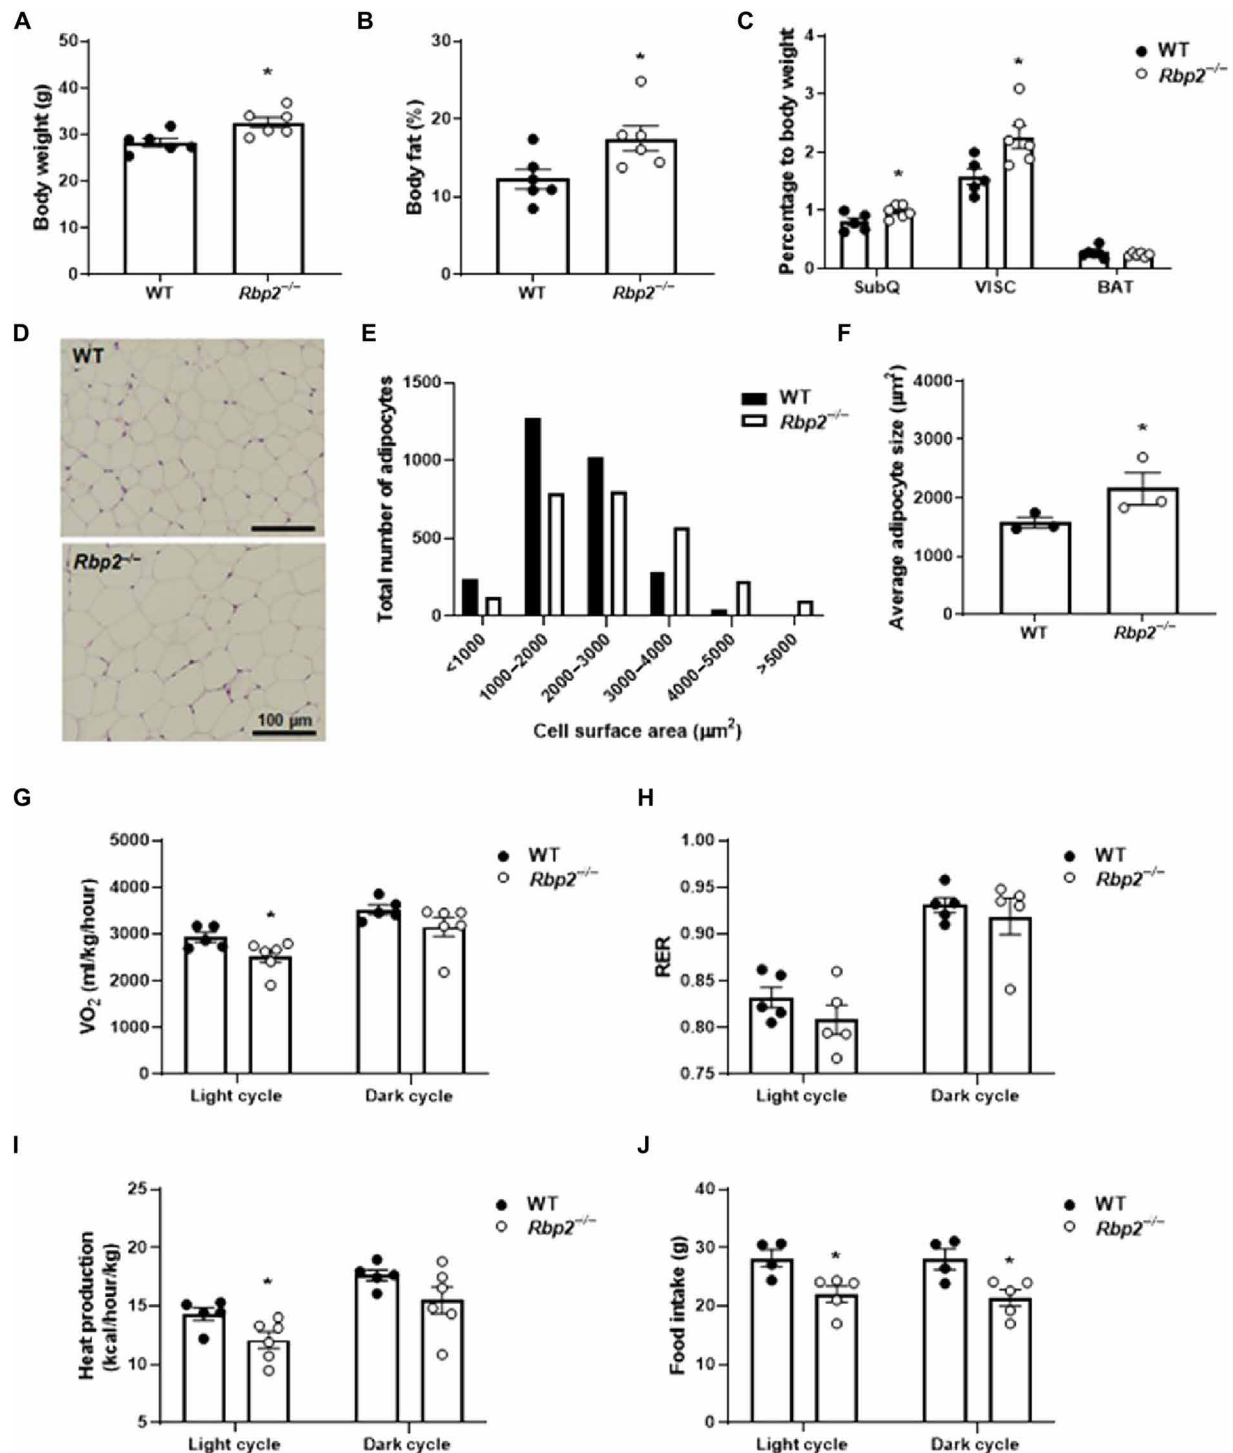 A
Body weight (g)
50
40
30
20
10
0
*
WT
Rbp2−/−
B
Body fat (%)
30
20
10
0
*
WT
Rbp2−/−
C
Percentage to body weight
4
3
2
1
0
*
*
SubQ
VISC
BAT
WT
Rbp2−/−
D
WT
Rbp2−/−
100 µm
E
Total number of adipocytes
1500
1000
500
0
<1000
1000–2000
2000–3000
3000–4000
4000–5000
>5000
Cell surface area (µm2)
WT
Rbp2−/−
F
Average adipocyte size (µm2)
4000
3000
2000
1000
0
*
WT
Rbp2−/−
G
VO2 (ml/kg/hour)
5000
4000
3000
2000
1000
0
*
Light cycle
Dark cycle
WT
Rbp2−/−
H
RER
1.00
0.95
0.90
0.85
0.80
0.75
Light cycle
Dark cycle
WT
Rbp2−/−
I
Heat production
(kcal/hour/kg)
25
20
15
10
5
*
Light cycle
Dark cycle
WT
Rbp2−/−
J
Food intake (g)
40
30
20
10
0
*
*
Light cycle
Dark cycle
WT
Rbp2−/−